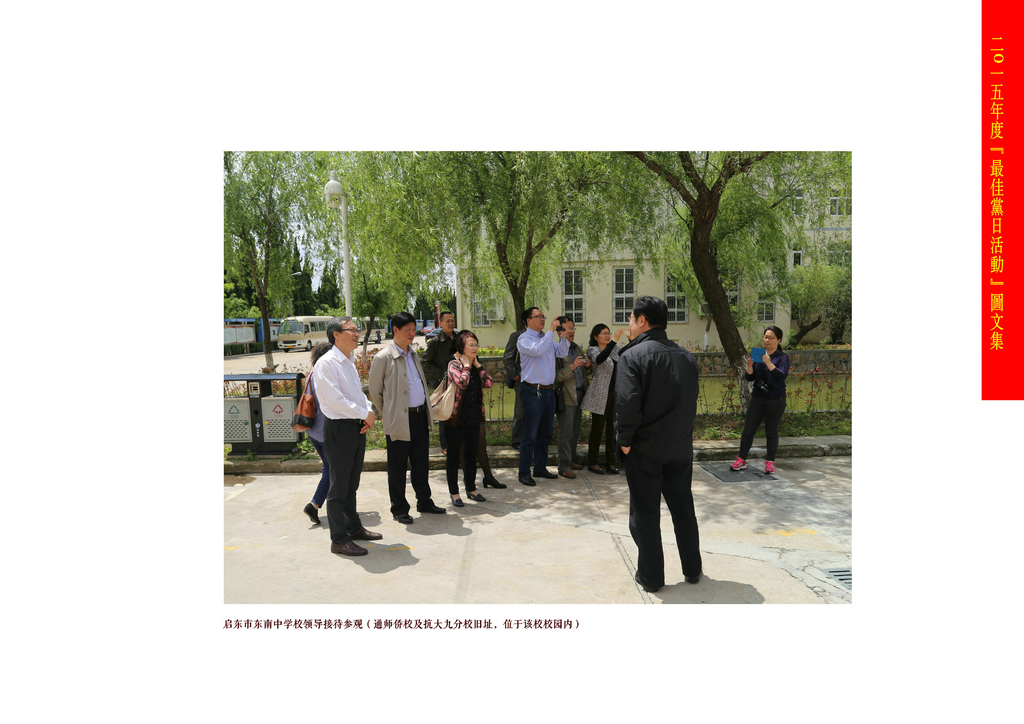 二〇一五年度『最佳黨日活動』圖文集
启东市东南中学校领导接待参观（通师侨校及抗大九分校旧址，位于该校校园内）